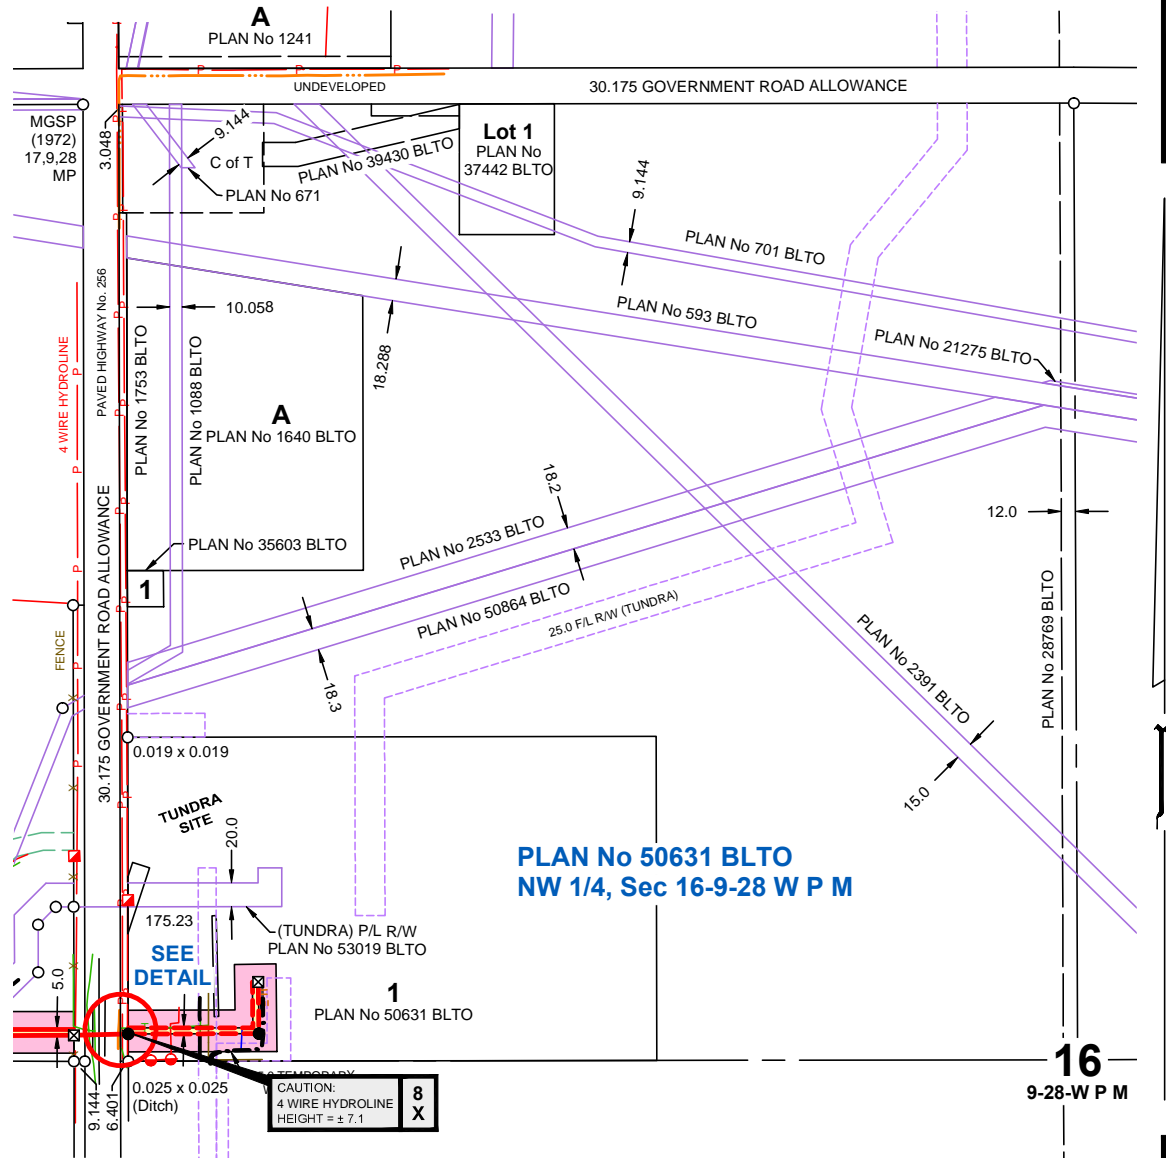 A
PLAN No 1241
P
P
P
UNDEVELOPED
30.175 GOVERNMENT ROAD ALLOWANCE
MGSP
(1972)
17,9,28
MP
3.048
9.144
C of T
PLAN No 671
PLAN No 39430 BLTO
Lot 1
PLAN No
37442 BLTO
9.144
PLAN No 701 BLTO
PLAN No 593 BLTO
PLAN No 21275 BLTO
10.058
18.288
4 WIRE HYDROLINE
PAVED HIGHWAY No. 256
PLAN No 1753 BLTO
PLAN No 1088 BLTO
A
PLAN No 1640 BLTO
18.2
12.0
PLAN No 2533 BLTO
PLAN No 35603 BLTO
1
PLAN No 50864 BLTO
25.0 F/L R/W (TUNDRA)
PLAN No 2391 BLTO
PLAN No 28769 BLTO
FENCE
30.175 GOVERNMENT ROAD ALLOWANCE
18.3
0.019 x 0.019
15.0
TUNDRA
SITE
20.0
PLAN No 50631 BLTO
NW 1/4, Sec 16-9-28 W P M
175.23
(TUNDRA) P/L R/W
PLAN No 53019 BLTO
SEE
DETAIL
5.0
1
PLAN No 50631 BLTO
16
9-28-W P M
TEMPORARY
0.025 x 0.025
(Ditch)
9.144
6.401
CAUTION:
4 WIRE HYDROLINE
HEIGHT = ± 7.1
8
X